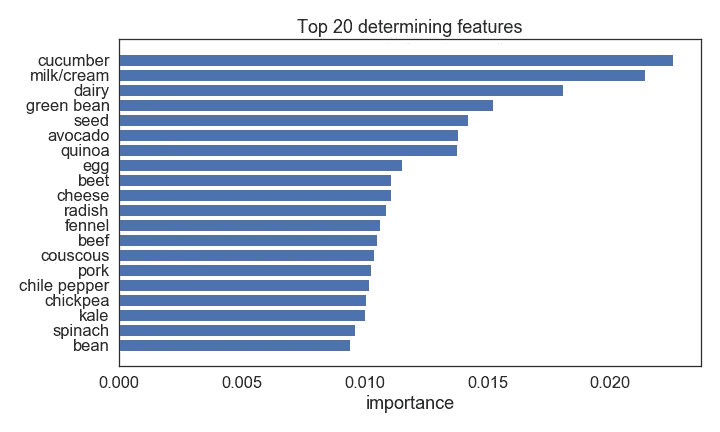 Top 20 determining features
cucumber
milk/cream
dairy
green bean
seed
avocado
quinoa
egg
beet
cheese
radish
fennel
beef
couscous
pork
chile pepper
chickpea
kale
spinach
bean
0.000 0.005 0.010 0.015 0.020
importance